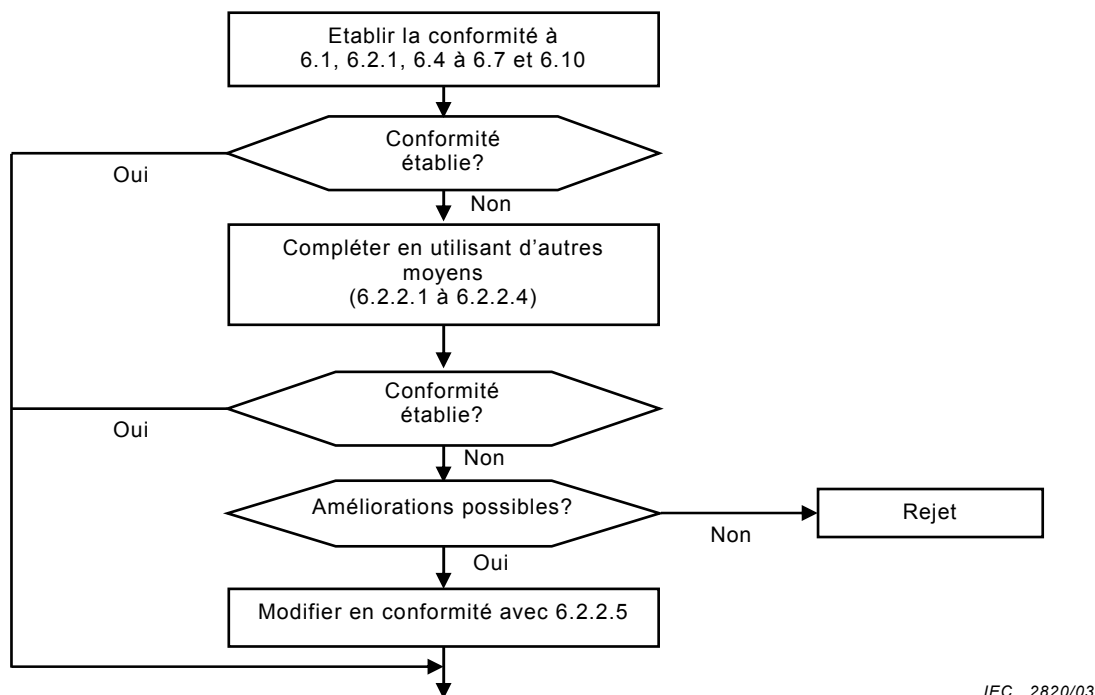 Etablir la conformité à
6.1, 6.2.1, 6.4 à 6.7 et 6.10
Conformité
établie?
Oui
Non
Compléter en utilisant d'autres
moyens
(6.2.2.1 à 6.2.2.4)
Conformité
établie?
Oui
Non
Améliorations possibles?
Non
Rejet
Oui
Modifier en conformité avec 6.2.2.5
IEC 2820/03